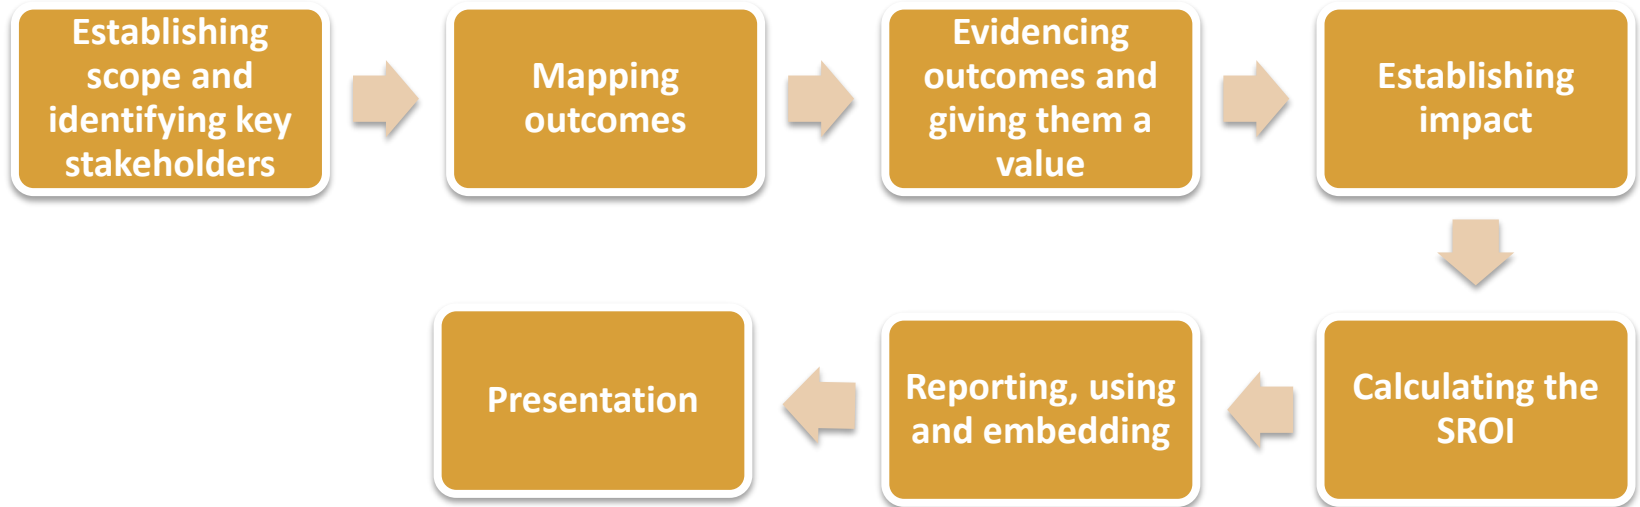 Establishing
scope and
identifying key
stakeholders
Mapping
outcomes
Evidencing
outcomes and
giving them a
value
Establishing
impact
Calculating the
SROI
Reporting, using
and embedding
Presentation